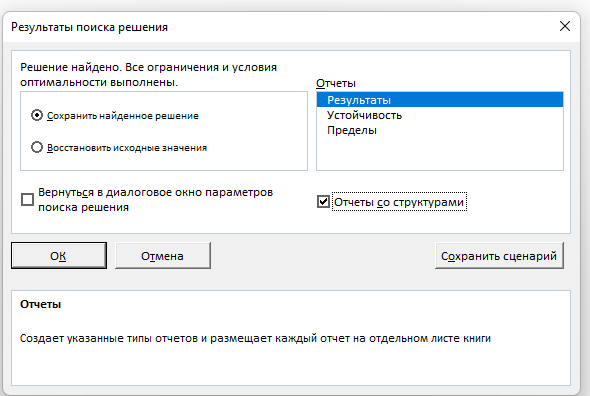 Результаты поиска решения
Решение найдено. Все ограничения и условия
оптимальности выполнены.
Отчеты
Результаты
Устойчивость
Пределы
Сохранить найденное решение
Восстановить исходные значения
Вернуться в диалоговое окно параметров
поиска решения
Отчеты со структурами
ОК
Отмена
Сохранить сценарий
Отчеты
Создает указанные типы отчетов и размещает каждый отчет на отдельном листе книги